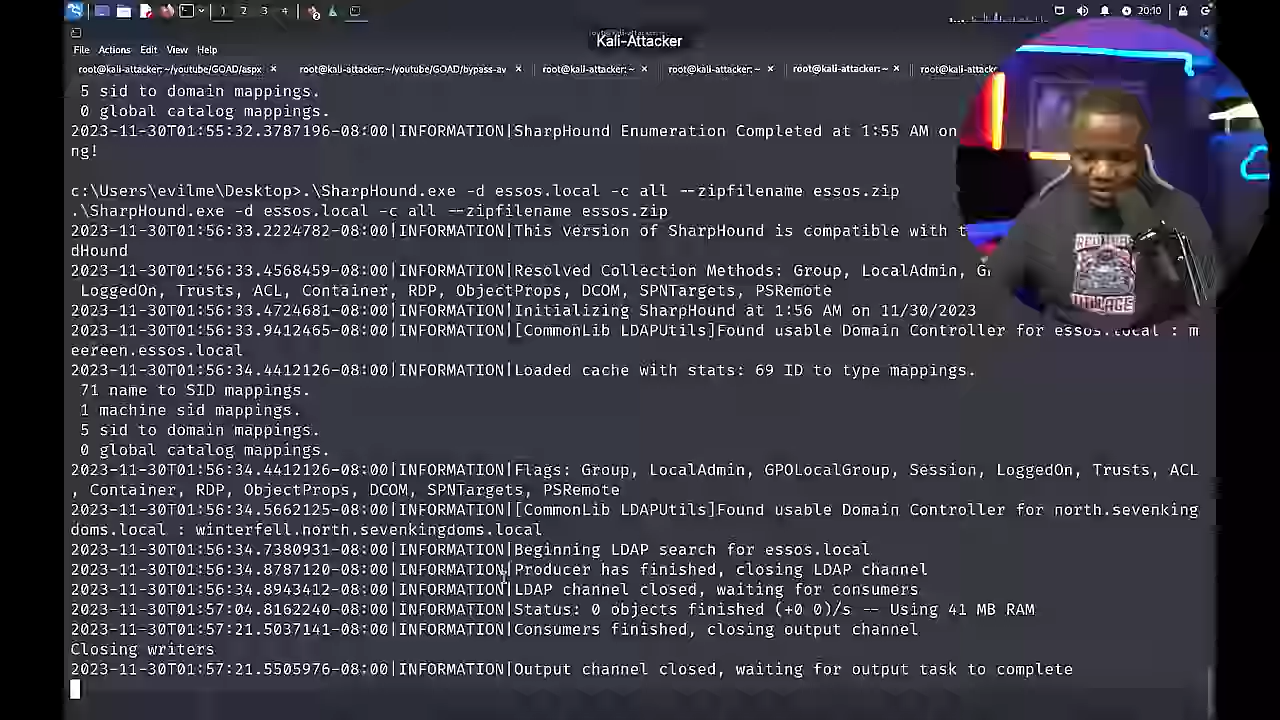 1 2 3 4
20:10
Kali-Attacker
File Actions Edit View Help
root@kali-attacker:~/youtube/GOAD/aspx × root@kali-attacker:~/youtube/GOAD/bypass-av × root@kali-attacker:~ × root@kali-attacker:~ × root@kali-attacker:~ × root@kali-attacker:~
5 sid to domain mappings.
0 global catalog mappings.
2023-11-30T01:55:32.3787196-08:00|INFORMATION|SharpHound Enumeration Completed at 1:55 AM on
ng!
c:\Users\evilme\Desktop>.\SharpHound.exe -d essos.local -c all --zipfilename essos.zip
.\SharpHound.exe -d essos.local -c all --zipfilename essos.zip
2023-11-30T01:56:33.2224782-08:00|INFORMATION|This version of SharpHound is compatible with t
dHound
2023-11-30T01:56:33.4568459-08:00|INFORMATION|Resolved Collection Methods: Group, LocalAdmin, G
LoggedOn, Trusts, ACL, Container, RDP, ObjectProps, DCOM, SPNTargets, PSRemote
2023-11-30T01:56:33.4724681-08:00|INFORMATION|Initializing SharpHound at 1:56 AM on 11/30/2023
2023-11-30T01:56:33.9412465-08:00|INFORMATION|[CommonLib LDAPUtils]Found usable Domain Controller for essos.local : m
eereen.essos.local
2023-11-30T01:56:34.4412126-08:00|INFORMATION|Loaded cache with stats: 69 ID to type mappings.
71 name to SID mappings.
1 machine sid mappings.
5 sid to domain mappings.
0 global catalog mappings.
2023-11-30T01:56:34.4412126-08:00|INFORMATION|Flags: Group, LocalAdmin, GPOLocalGroup, Session, LoggedOn, Trusts, ACL
, Container, RDP, ObjectProps, DCOM, SPNTargets, PSRemote
2023-11-30T01:56:34.5662125-08:00|INFORMATION|[CommonLib LDAPUtils]Found usable Domain Controller for north.sevenking
doms.local : winterfell.north.sevenkingdoms.local
2023-11-30T01:56:34.7380931-08:00|INFORMATION|Beginning LDAP search for essos.local
2023-11-30T01:56:34.8787120-08:00|INFORMATION|Producer has finished, closing LDAP channel
2023-11-30T01:56:34.8943412-08:00|INFORMATION|LDAP channel closed, waiting for consumers
2023-11-30T01:57:04.8162240-08:00|INFORMATION|Status: 0 objects finished (+0 0)/s -- Using 41 MB RAM
2023-11-30T01:57:21.5037141-08:00|INFORMATION|Consumers finished, closing output channel
Closing writers
2023-11-30T01:57:21.5505976-08:00|INFORMATION|Output channel closed, waiting for output task to complete
VILLAGE